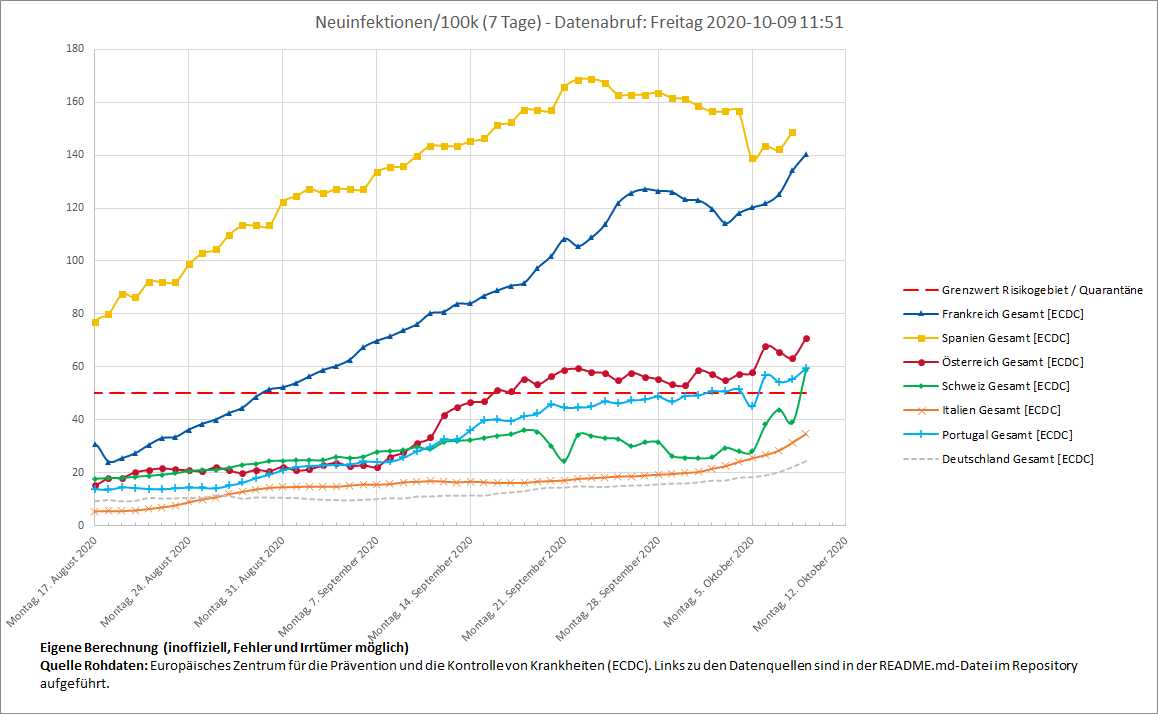 Neuinfektionen/100k (7 Tage) - Datenabruf: Freitag 2020-10-09 11:51
180
160
140
120
100
80
60
40
20
0
Montag, 17. August 2020
Montag, 24. August 2020
Montag, 31. August 2020
Montag, 7. September 2020
Montag, 14. September 2020
Montag, 21. September 2020
Montag, 28. September 2020
Montag, 5. Oktober 2020
Montag, 12. Oktober 2020
Grenzwert Risikogebiet / Quarantäne
Frankreich Gesamt [ECDC]
Spanien Gesamt [ECDC]
Österreich Gesamt [ECDC]
Schweiz Gesamt [ECDC]
Italien Gesamt [ECDC]
Portugal Gesamt [ECDC]
Deutschland Gesamt [ECDC]
Eigene Berechnung (inoffiziell, Fehler und Irrtümer möglich)
Quelle Rohdaten: Europäisches Zentrum für die Prävention und die Kontrolle von Krankheiten (ECDC). Links zu den Datenquellen sind in der README.md-Datei im Repository
aufgeführt.